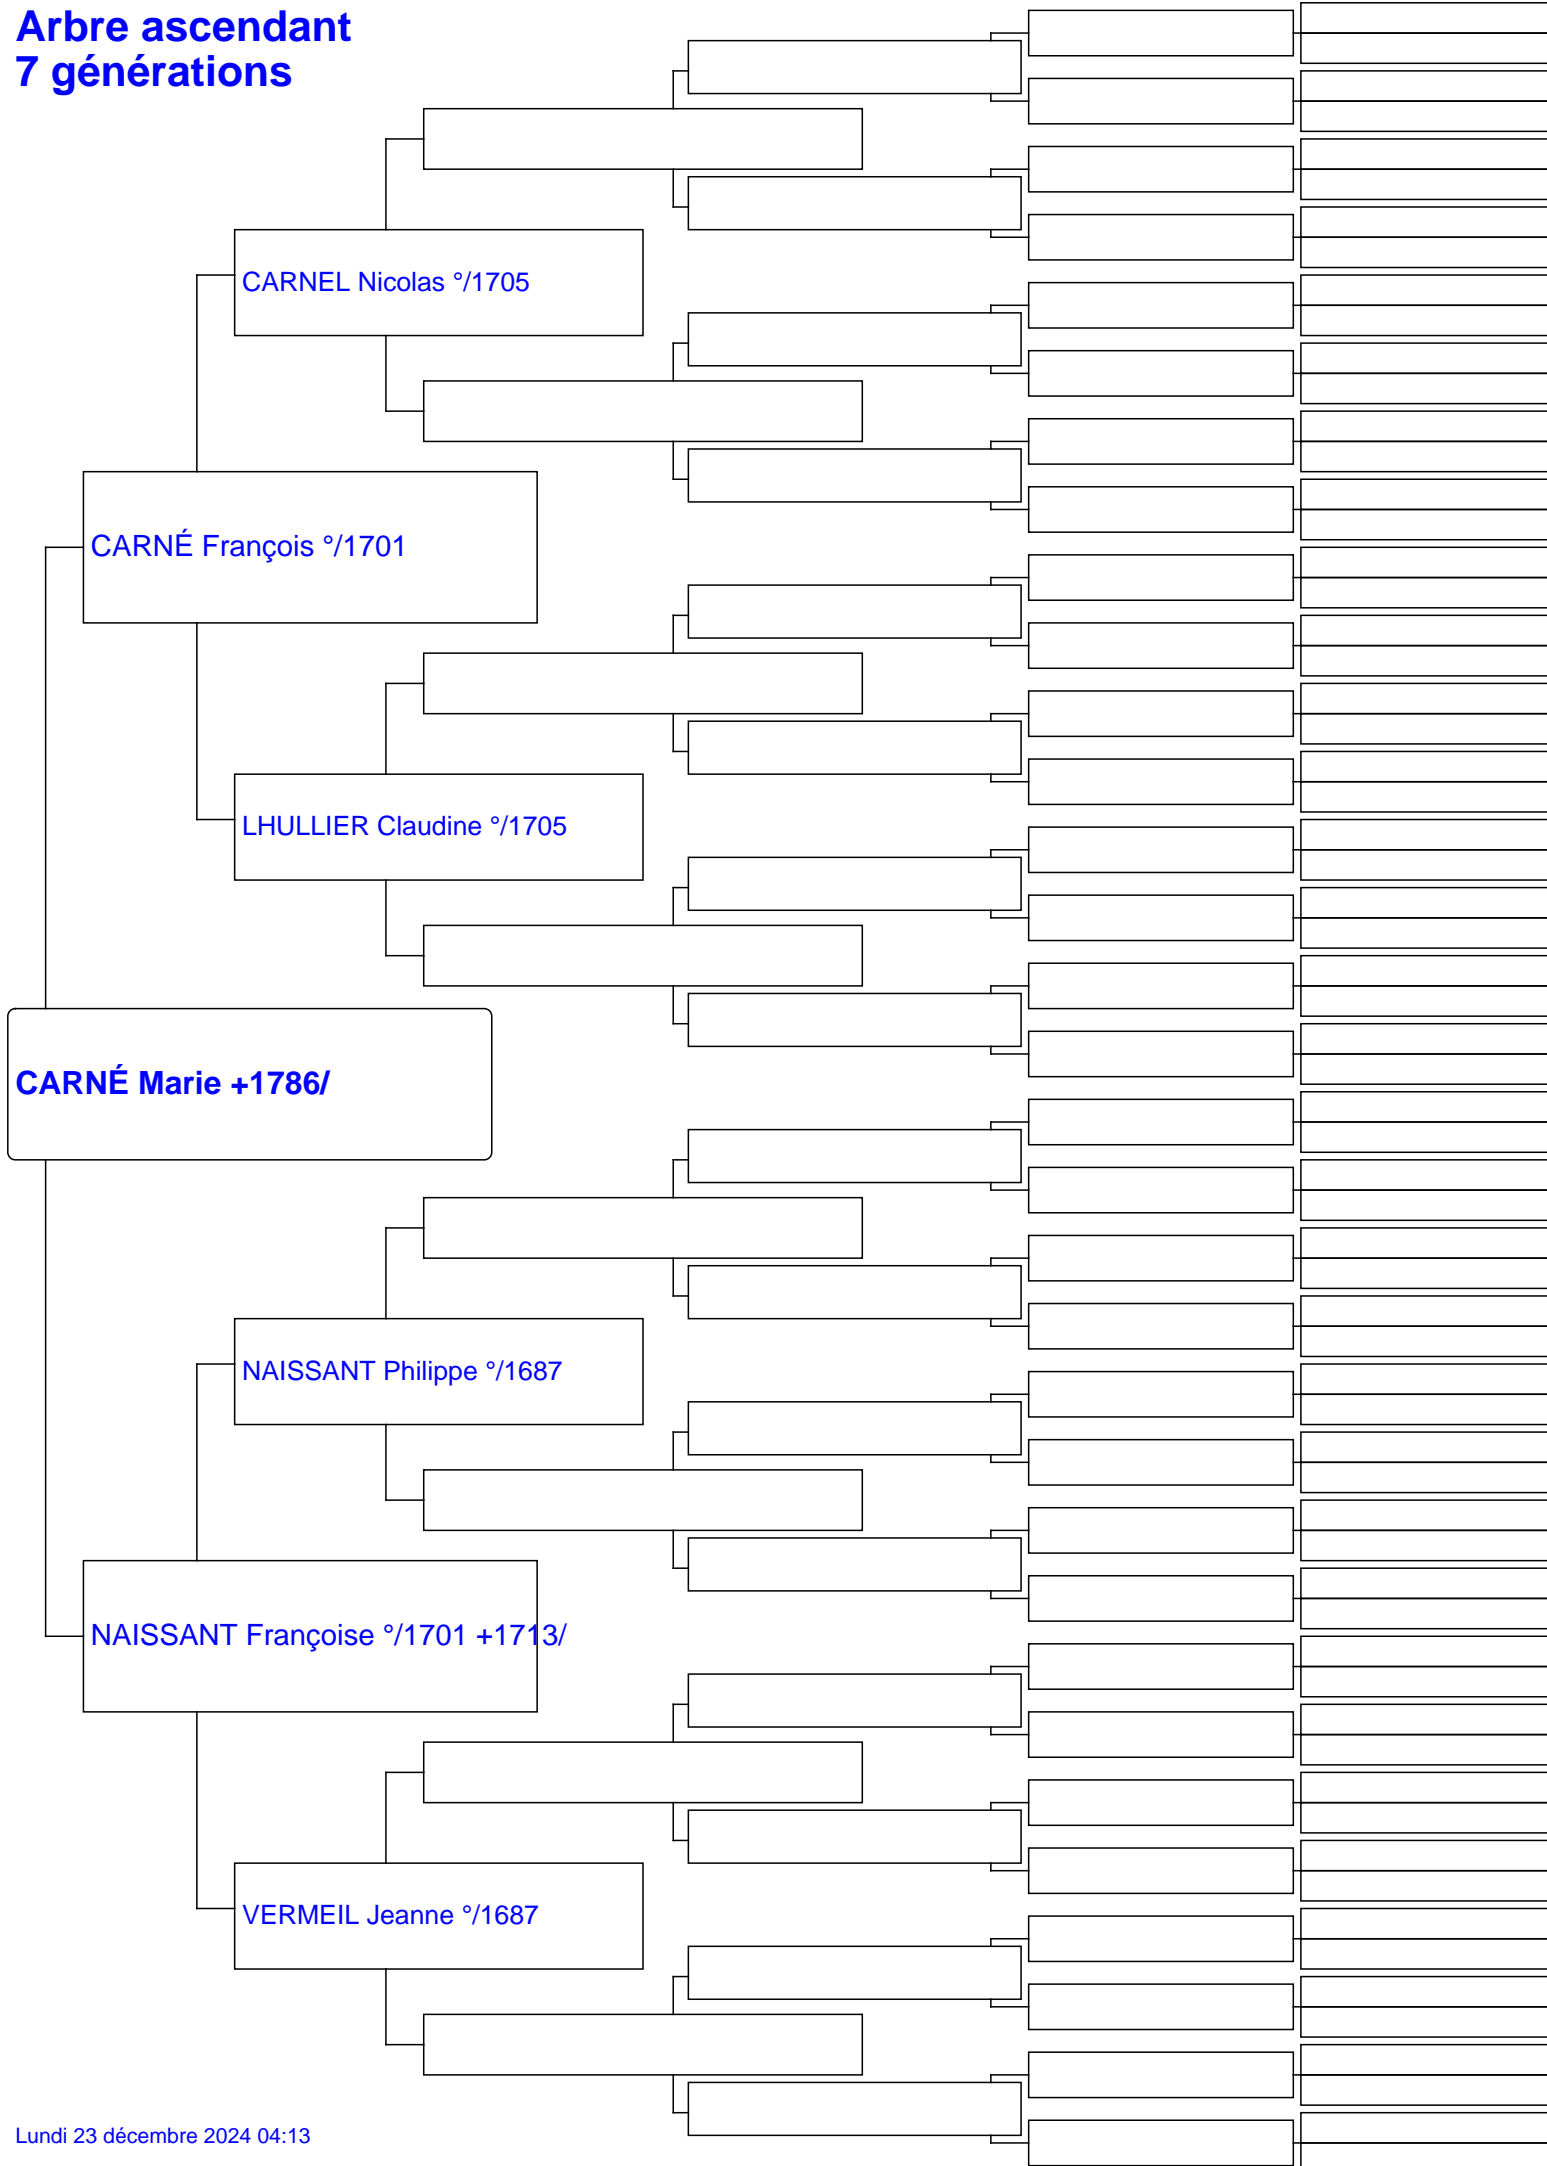 Arbre ascendant
7 générations
CARNEL Nicolas °/1705
CARNÉ François °/1701
LHULLIER Claudine °/1705
CARNÉ Marie +1786/
NAISSANT Philippe °/1687
NAISSANT Françoise °/1701 +1713/
VERMEIL Jeanne °/1687
Lundi 23 décembre 2024 04:13